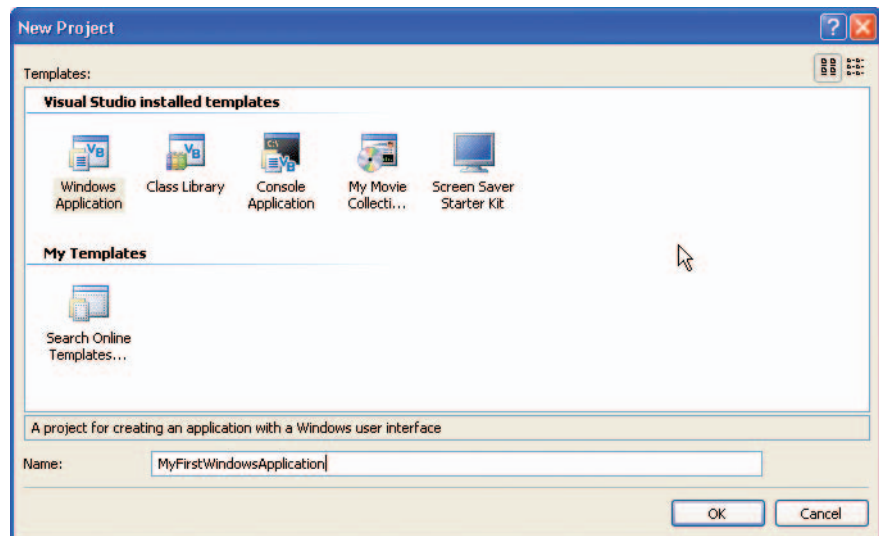 New Project
Templates:
Visual Studio installed templates
Windows Application
Class Library
Console Application
My Movie Collecti...
Screen Saver Starter Kit
My Templates
Search Online Templates...
A project for creating an application with a Windows user interface
Name:
MyFirstWindowsApplication
OK
Cancel